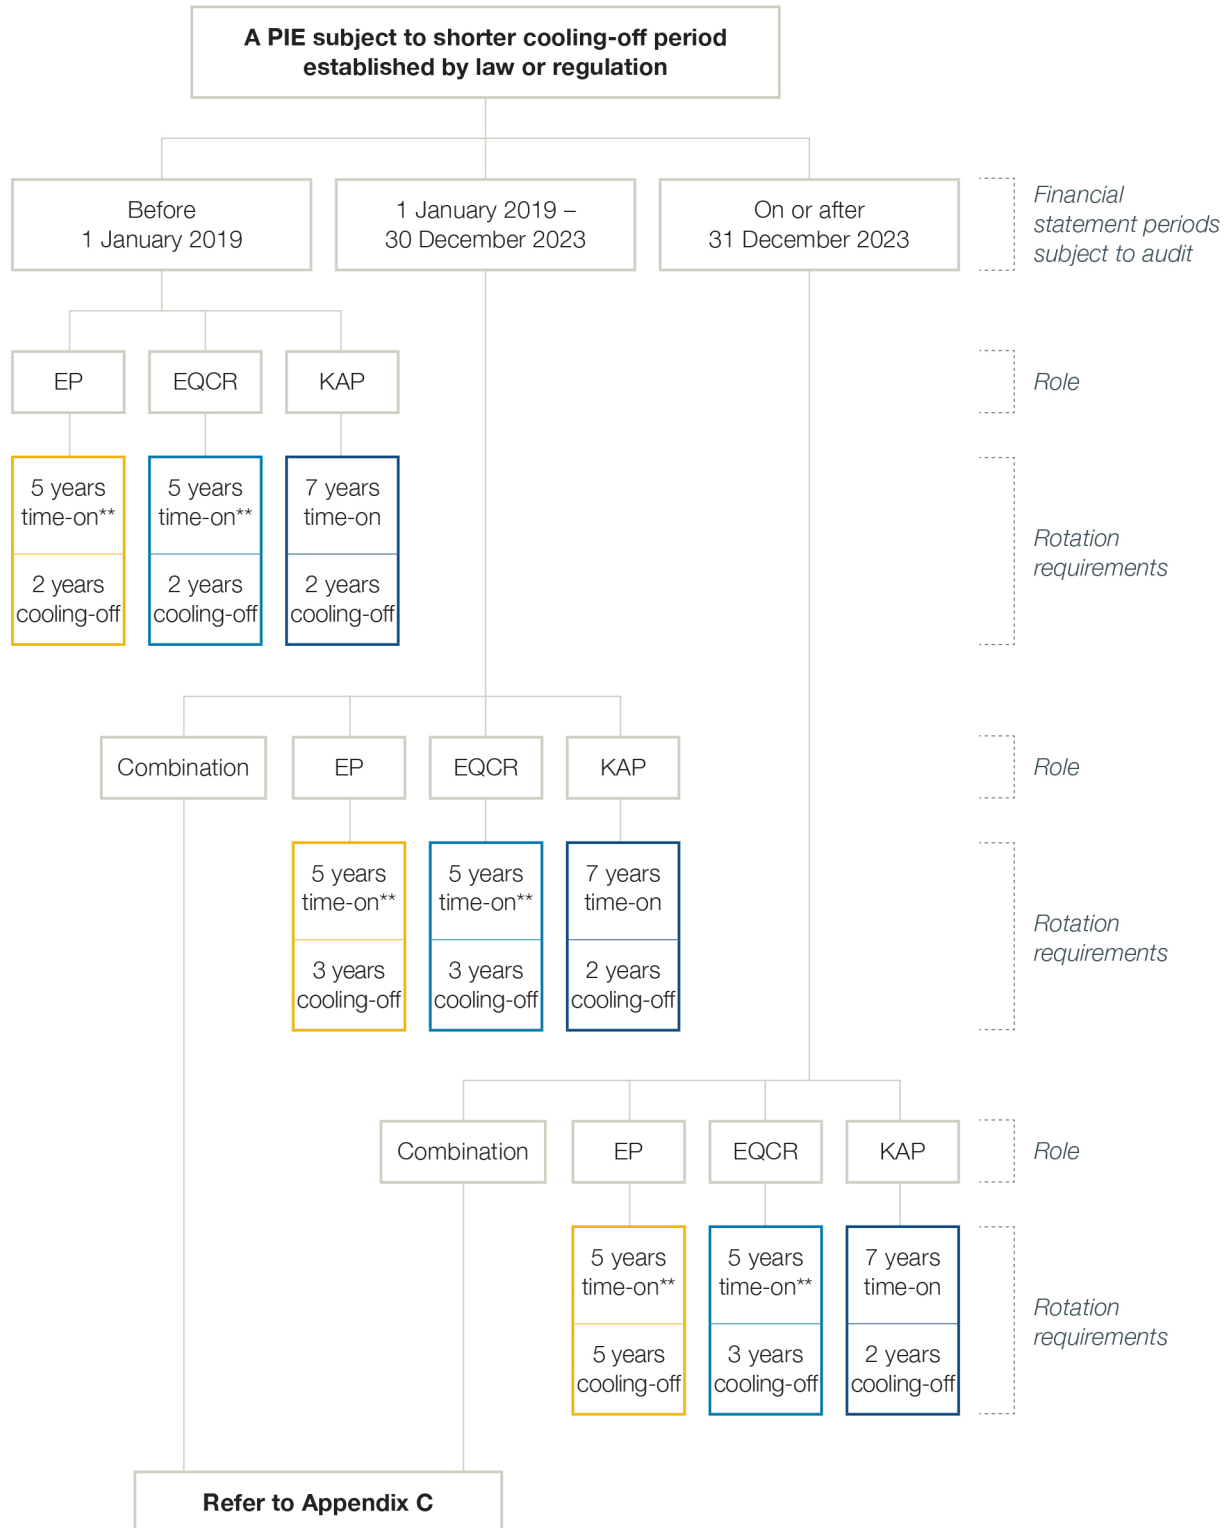 A PIE subject to shorter cooling-off period
established by law or regulation
Before
1 January 2019
1 January 2019 –
30 December 2023
On or after
31 December 2023
Financial
statement periods
subject to audit
EP
EQCR
KAP
Role
5 years
time-on**
2 years
cooling-off
5 years
time-on**
2 years
cooling-off
7 years
time-on
2 years
cooling-off
Rotation
requirements
Combination
EP
EQCR
KAP
Role
5 years
time-on**
3 years
cooling-off
5 years
time-on**
3 years
cooling-off
7 years
time-on
2 years
cooling-off
Rotation
requirements
Combination
EP
EQCR
KAP
Role
5 years
time-on**
5 years
cooling-off
5 years
time-on**
3 years
cooling-off
7 years
time-on
2 years
cooling-off
Rotation
requirements
Refer to Appendix C